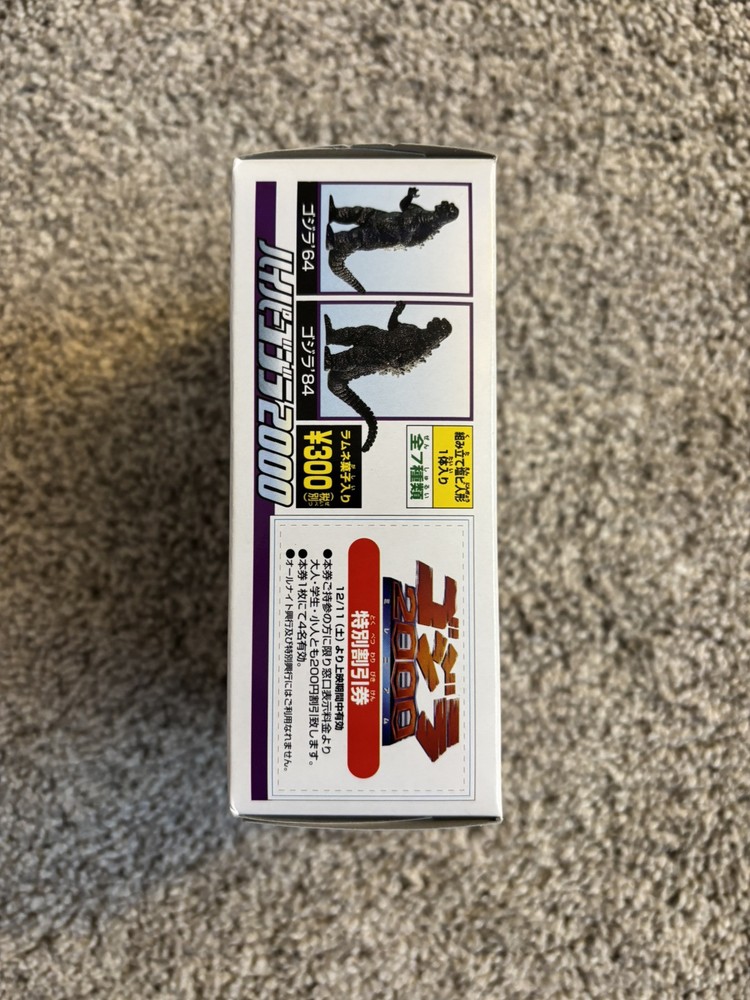 ゴジラ'64
ゴジラ'84
ハイパーゴジラ2000
組み立て塩ビ人形
1体入り
全7種類
ラムネ菓子入り
¥300(税別)
ゴジラ
2000
ミレニアム
特別割引券
12/11(土)より上映期間中有効
●本券ご持参の方に限り窓口表示料金より
大人・学生・小人とも200円割引致します。
●本券1枚にて4名有効。
●オールナイト興行及び特別興行にはご利用なれません。